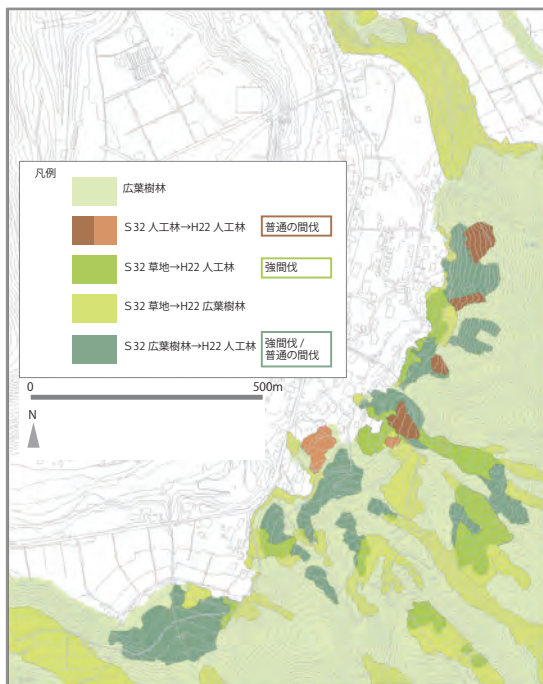 凡例
広葉樹林
S32 人工林→H22 人工林 普通の間伐
S32 草地→H22 人工林 強間伐
S32 草地→H22 広葉樹林
S32 広葉樹林→H22 人工林 強間伐 /
普通の間伐
0 500m
N